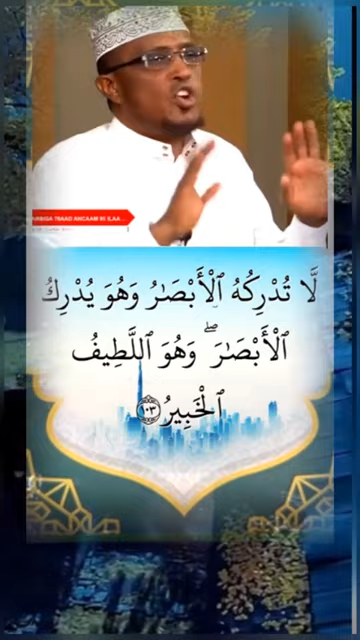 لَّا تُدْرِكُهُ ٱلْأَبْصَٰرُ وَهُوَ يُدْرِكُ
ٱلْأَبْصَٰرَ ۖ وَهُوَ ٱللَّطِيفُ
ٱلْخَبِيرُ ١٠٣